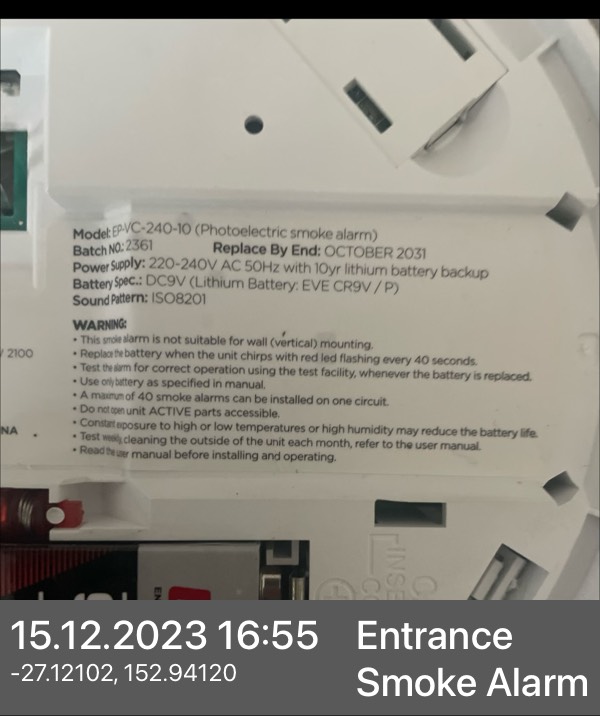 Model: EP-VC-240-10 (Photoelectric smoke alarm)
Batch NO.: 2361 Replace By End: OCTOBER 2031
Power Supply: 220-240V AC 50Hz with 10yr lithium battery backup
Battery Spec.: DC9V (Lithium Battery: EVE CR9V / P)
Sound Pattern: ISO8201
WARNING:
• This smoke alarm is not suitable for wall (vertical) mounting.
• Replace the battery when the unit chirps with red led flashing every 40 seconds.
• Test the alarm for correct operation using the test facility, whenever the battery is replaced.
/ 2100
• Use only battery as specified in manual.
• A maximum of 40 smoke alarms can be installed on one circuit.
• Do not open unit ACTIVE parts accessible.
• Constant exposure to high or low temperatures or high humidity may reduce the battery life.
NA
• Test weekly, cleaning the outside of the unit each month, refer to the user manual.
• Read the user manual before installing and operating.
15.12.2023 16:55
-27.12102, 152.94120
Entrance
Smoke Alarm